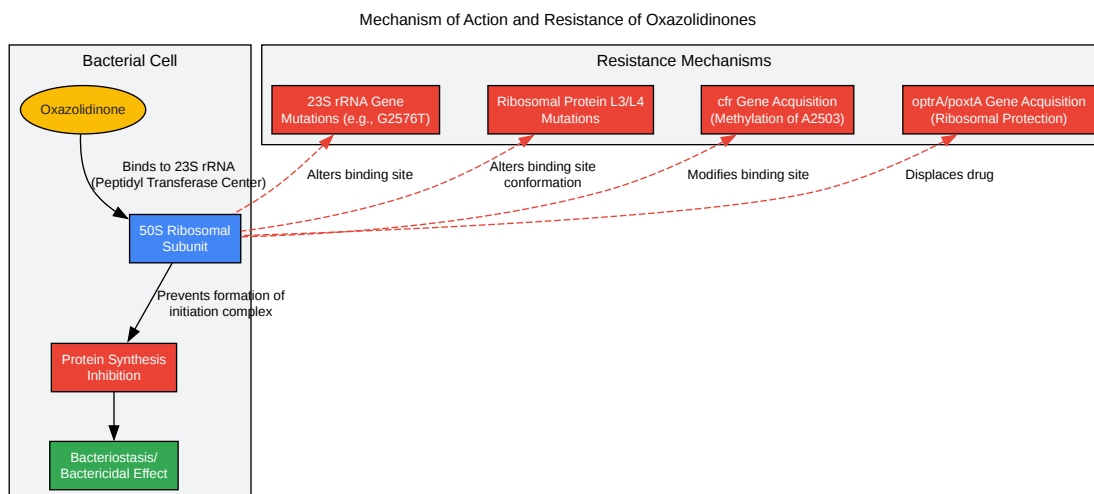 Mechanism of Action and Resistance of Oxazolidinones
Bacterial Cell
Resistance Mechanisms
Oxazolidinone
23S rRNA Gene
Mutations (e.g., G2576T)
Ribosomal Protein L3/L4
Mutations
cfr Gene Acquisition
(Methylation of A2503)
optrA/poxtA Gene Acquisition
(Ribosomal Protection)
Binds to 23S rRNA
(Peptidyl Transferase Center)
Alters binding site
Alters binding site
conformation
Modifies binding site
Displaces drug
50S Ribosomal
Subunit
Prevents formation of
initiation complex
Protein Synthesis
Inhibition
Bacteriostasis/
Bactericidal Effect